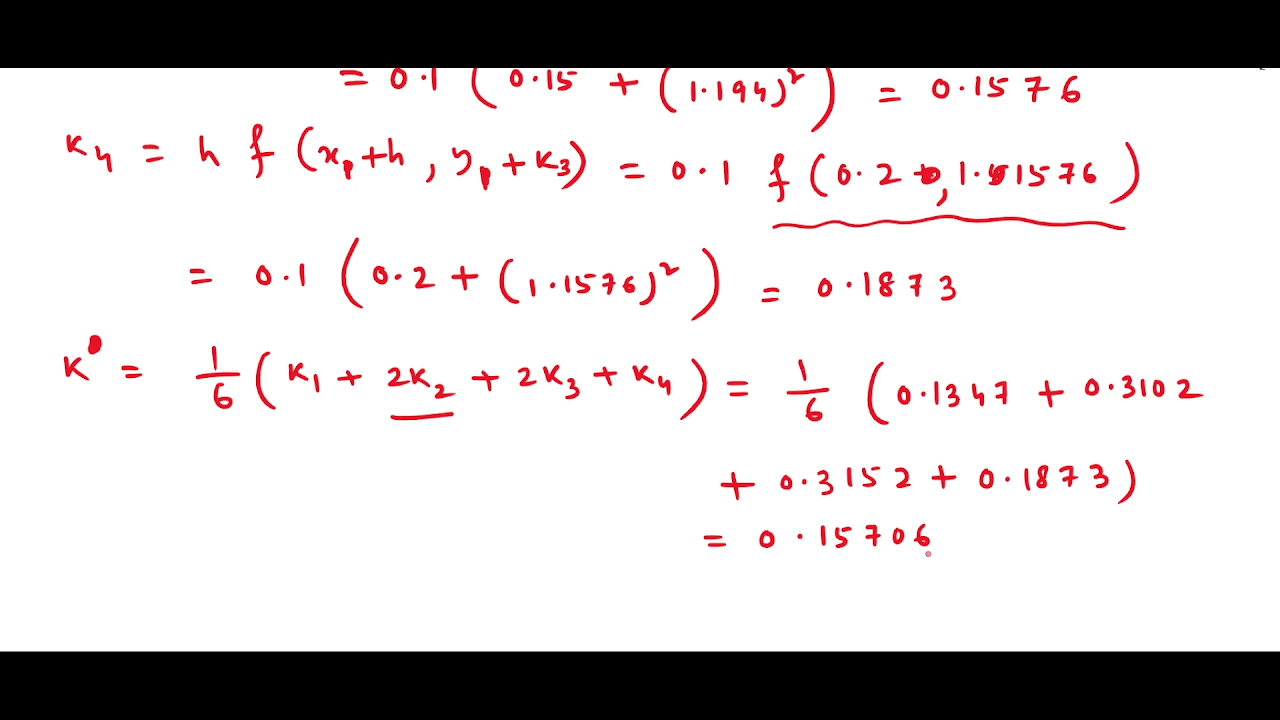 = 0.1 ( 0.15 + (1.194)² ) = 0.1576
K₄ = h f (x₁+h , y₁+K₃) = 0.1 f (0.2 , 1.1576)
= 0.1 ( 0.2 + (1.1576)² ) = 0.1873
K = 1/6 ( K₁ + 2K₂ + 2K₃ + K₄ ) = 1/6 ( 0.1347 + 0.3102
+ 0.3152 + 0.1873 )
= 0.15706